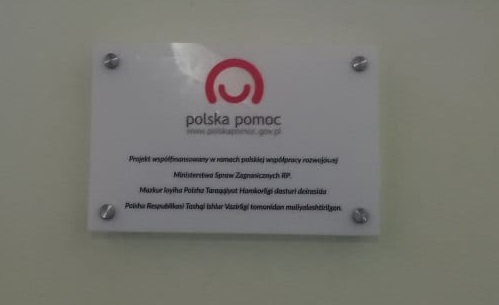 polska pomoc
www.polskapomoc.gov.pl
Projekt współfinansowany w ramach polskiej współpracy rozwojowej
Ministerstwa Spraw Zagranicznych RP.
Mazkur loyiha Polsha Taraqqiyot Hamkorligi dasturi doirasida
Polsha Respublikasi Tashqi Ishlar Vazirligi tomonidan moliyalashtirilgan.